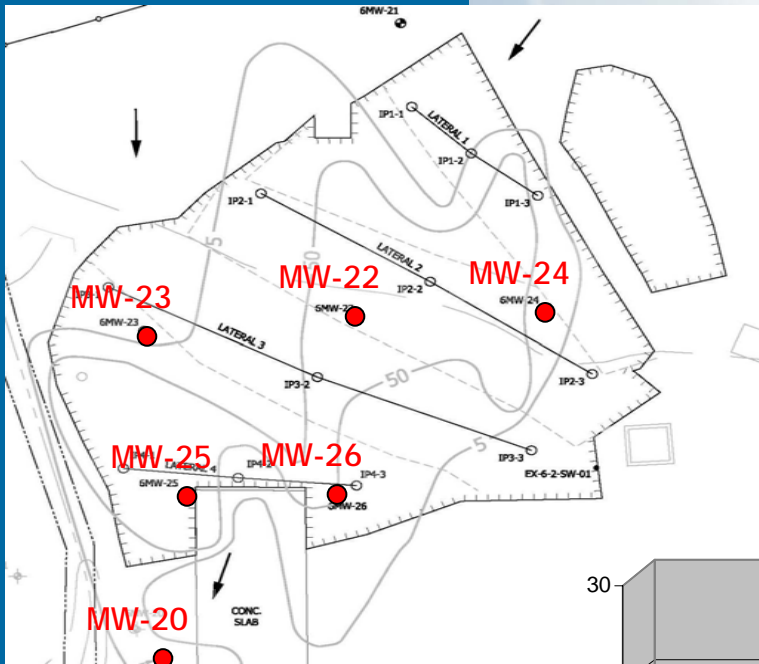 6MW-21
IP1-1
LATERAL 1
IP1-2
IP1-3
IP2-1
5
50
LATERAL 2
IP2-2
MW-22
MW-24
MW-23
6MW-24
6MW-23
LATERAL 3
IP3-2
50
IP2-3
5
IP3-3
EX-6-2-SW-01
MW-25
MW-26
LATERAL 4
IP4-2
IP4-3
6MW-25
6MW-26
30
CONC.
SLAB
MW-20